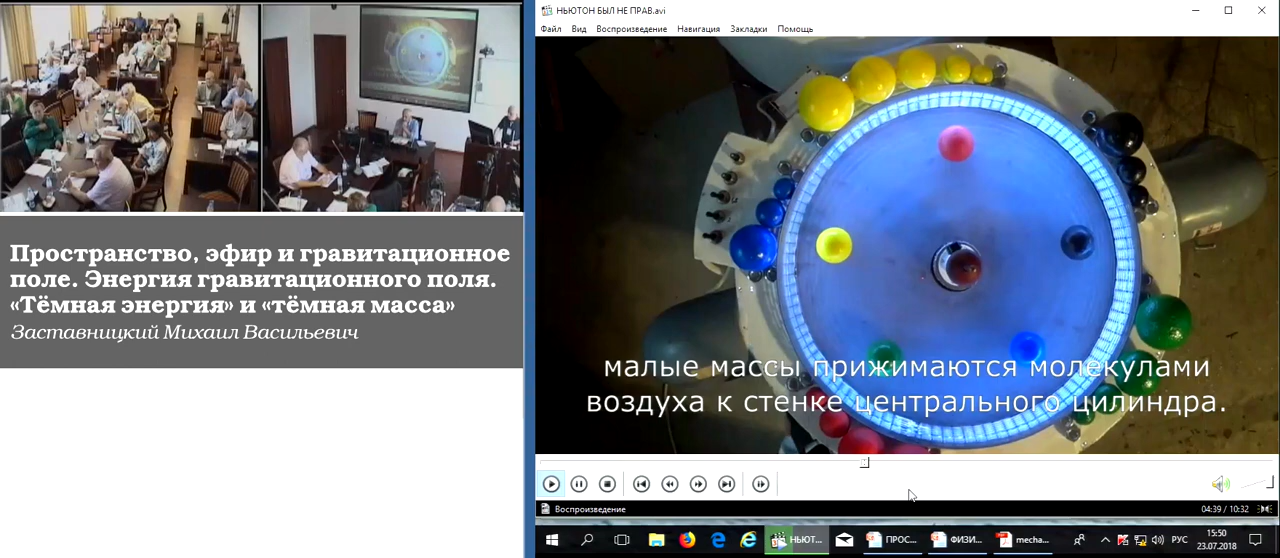 Пространство, эфир и гравитационное
поле. Энергия гравитационного поля.
«Тёмная энергия» и «тёмная масса»
Заставницкий Михаил Васильевич
НЬЮТОН БЫЛ НЕ ПРАВ.avi
Файл Вид Воспроизведение Навигация Закладки Помощь
малые массы прижимаются молекулами
воздуха к стенке центрального цилиндра.
Воспроизведение 04:39 / 10:32
НЬЮТ... ПРОС... ФИЗИ... mecha... РУС 15:50
23.07.2018